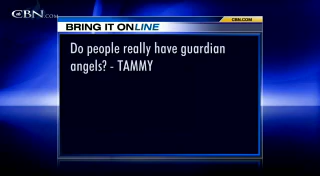 CBN.COM
CBN.COM
BRING IT ONLINE
Do people really have guardian
angels? - TAMMY